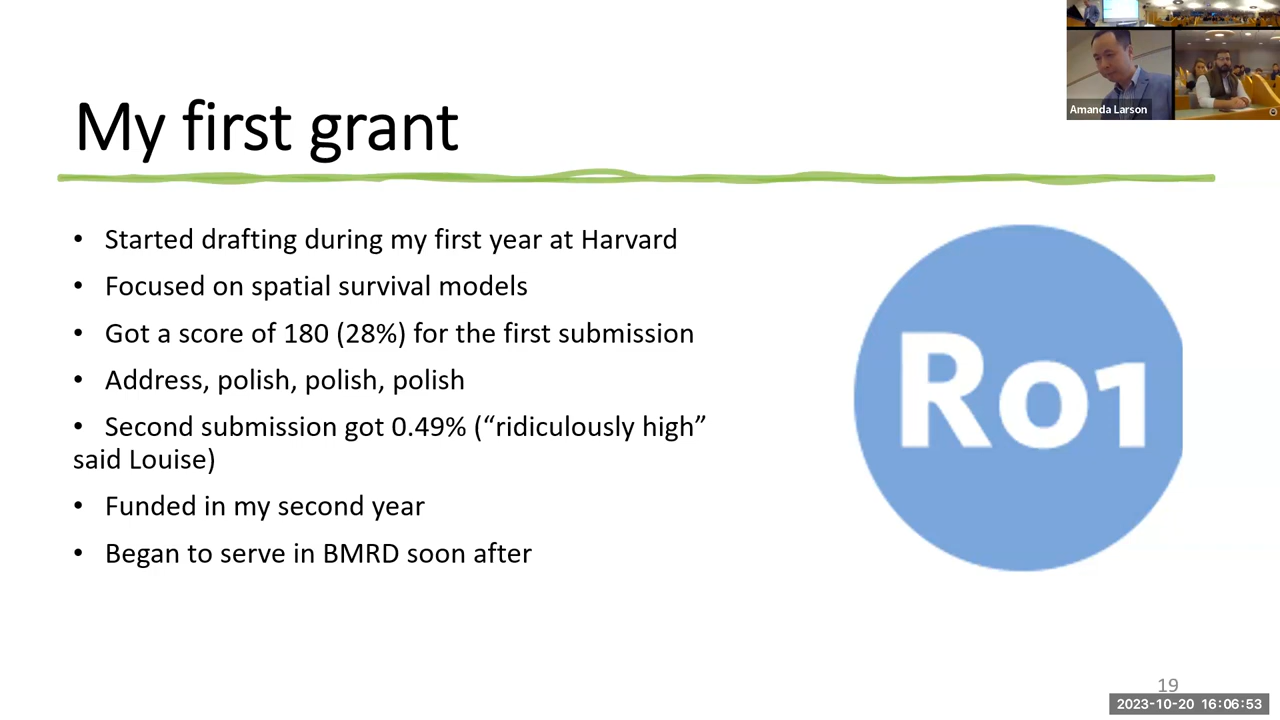 Amanda Larson
My first grant
• Started drafting during my first year at Harvard
• Focused on spatial survival models
• Got a score of 180 (28%) for the first submission
• Address, polish, polish, polish
• Second submission got 0.49% (“ridiculously high”
said Louise)
• Funded in my second year
• Began to serve in BMRD soon after
R01
19
2023-10-20 16:06:53